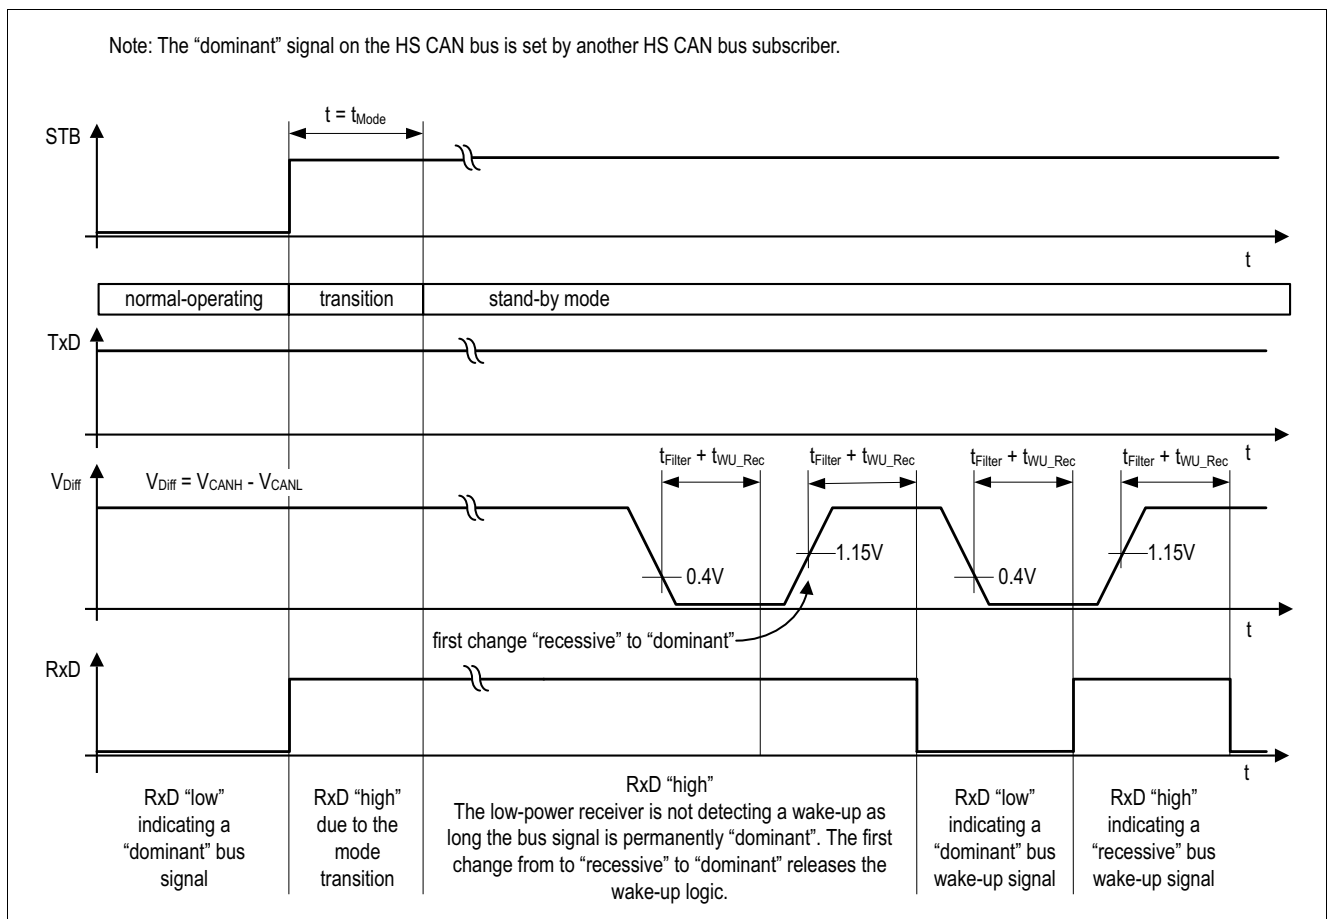 Note: The “dominant” signal on the HS CAN bus is set by another HS CAN bus subscriber.
t = tMode
STB
t
normal-operating
transition
stand-by mode
TxD
t
tFilter + tWU_Rec
tFilter + tWU_Rec
tFilter + tWU_Rec
tFilter + tWU_Rec
VDiff
VDiff = VCANH - VCANL
1.15V
1.15V
0.4V
0.4V
t
first change “recessive” to “dominant”
RxD
t
RxD “low”
indicating a
“dominant” bus
signal
RxD “high”
due to the
mode
transition
RxD “high”
The low-power receiver is not detecting a wake-up as
long the bus signal is permanently “dominant”. The first
change from to “recessive” to “dominant” releases the
wake-up logic.
RxD “low”
indicating a
“dominant” bus
wake-up signal
RxD “high”
indicating a
“recessive” bus
wake-up signal